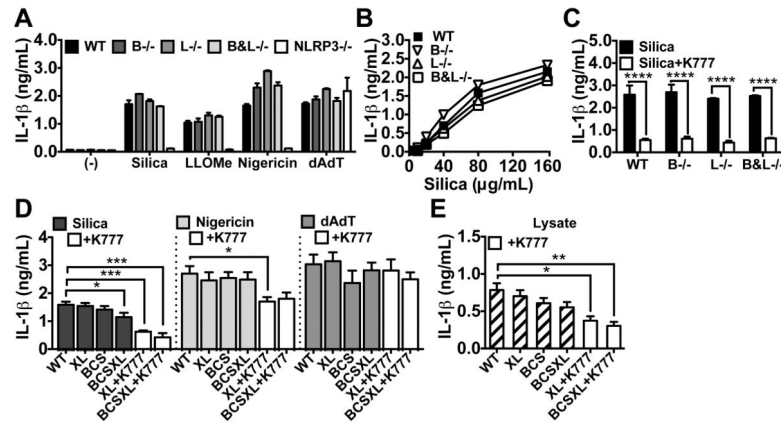 A
IL-1β (ng/mL)
WT B-/- L-/- B&L-/- NLRP3-/-
4.0
3.0
2.0
1.0
0.0
(-) Silica LLOMe Nigericin dAdT
B
IL-1β (ng/mL)
WT
B-/-
L-/-
B&L-/-
3.0
2.5
2.0
1.5
1.0
0.5
0.0
0 40 80 120 160
Silica (µg/mL)
C
IL-1β (ng/mL)
Silica
Silica+K777
5.0
4.0
3.0
2.0
1.0
0.0
**** **** **** ****
WT B-/- L-/- B&L-/-
D
IL-1β (ng/mL)
Silica
+K777
Nigericin
+K777
dAdT
+K777
4
3
2
1
0
***
***
*
*
WT XL BCS BCSXL XL+K777 BCSXL+K777
WT XL BCS BCSXL XL+K777 BCSXL+K777
WT XL BCS BCSXL XL+K777 BCSXL+K777
E
Lysate
IL-1β (ng/mL)
+K777
1.5
1.0
0.5
0.0
**
*
WT XL BCS BCSXL XL+K777 BCSXL+K777